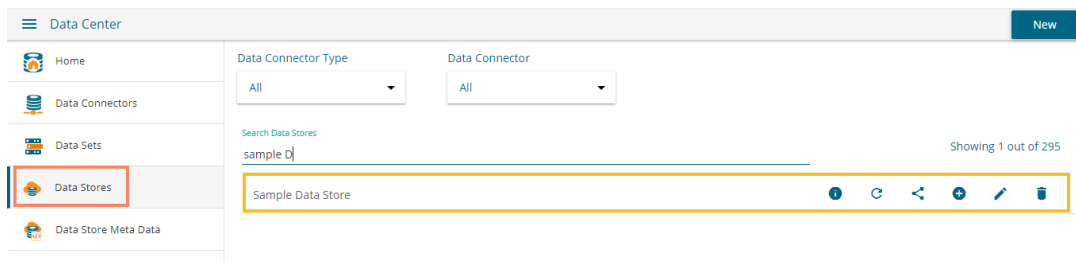 Data Center
New
Home
Data Connectors
Data Sets
Data Stores
Data Store Meta Data
Data Connector Type
Data Connector
All
All
Search Data Stores
sample D
Showing 1 out of 295
Sample Data Store